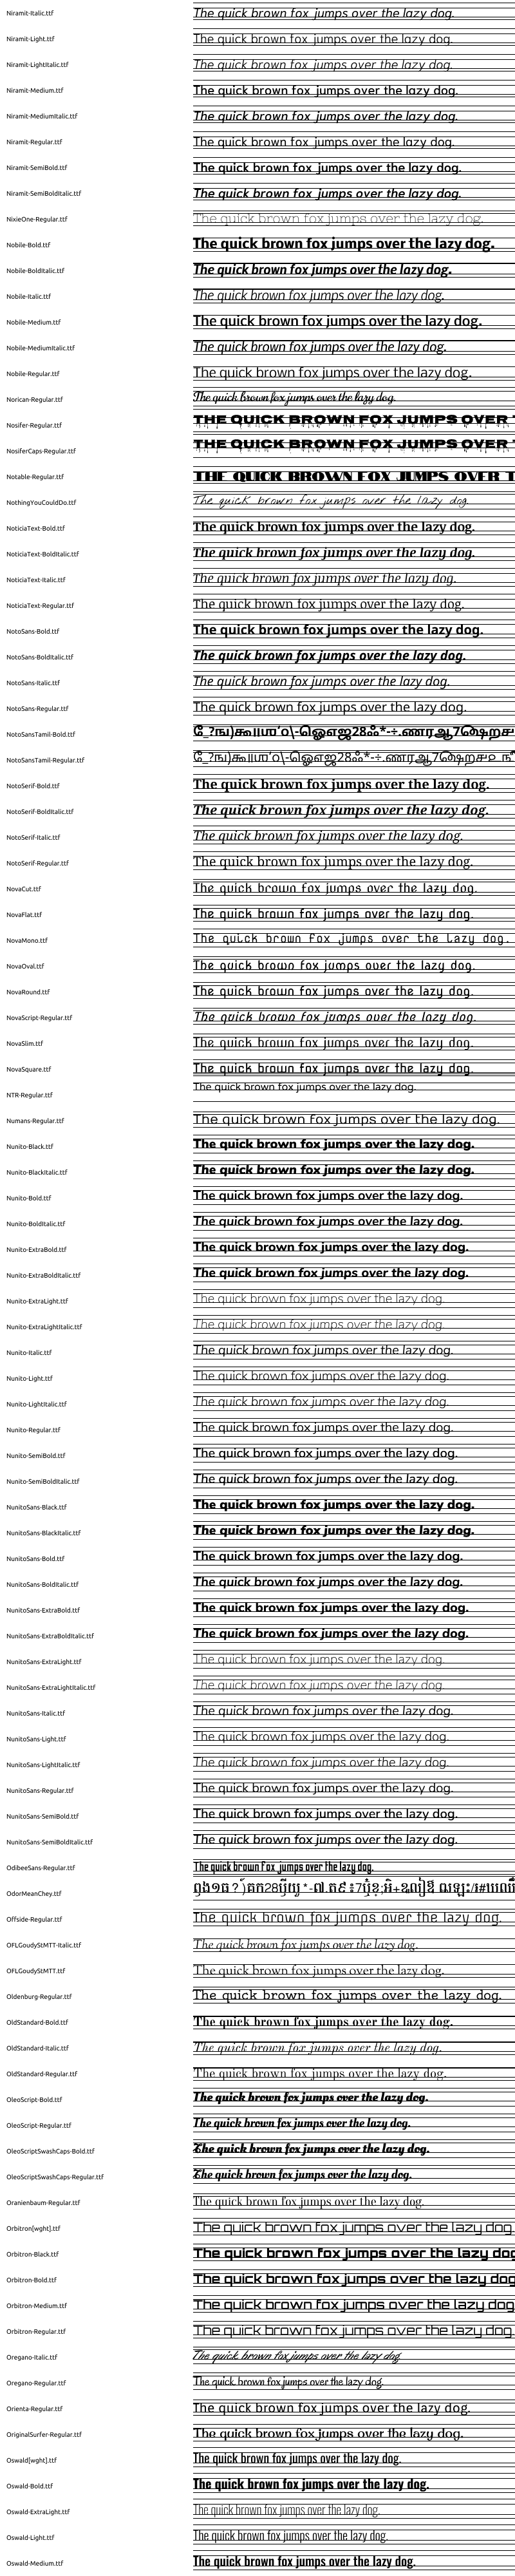 Niramit-Italic.ttf The quick brown fox jumps over the lazy dog.
Niramit-Light.ttf The quick brown fox jumps over the lazy dog.
Niramit-LightItalic.ttf The quick brown fox jumps over the lazy dog.
Niramit-Medium.ttf The quick brown fox jumps over the lazy dog.
Niramit-MediumItalic.ttf The quick brown fox jumps over the lazy dog.
Niramit-Regular.ttf The quick brown fox jumps over the lazy dog.
Niramit-SemiBold.ttf The quick brown fox jumps over the lazy dog.
Niramit-SemiBoldItalic.ttf The quick brown fox jumps over the lazy dog.
NixieOne-Regular.ttf The quick brown fox jumps over the lazy dog.
Nobile-Bold.ttf The quick brown fox jumps over the lazy dog.
Nobile-BoldItalic.ttf The quick brown fox jumps over the lazy dog.
Nobile-Italic.ttf The quick brown fox jumps over the lazy dog.
Nobile-Medium.ttf The quick brown fox jumps over the lazy dog.
Nobile-MediumItalic.ttf The quick brown fox jumps over the lazy dog.
Nobile-Regular.ttf The quick brown fox jumps over the lazy dog.
Norican-Regular.ttf The quick brown fox jumps over the lazy dog.
Nosifer-Regular.ttf THE QUICK BROWN FOX JUMPS OVER
NosiferCaps-Regular.ttf THE QUICK BROWN FOX JUMPS OVER
Notable-Regular.ttf THE QUICK BROWN FOX JUMPS OVER
NothingYouCouldDo.ttf The quick brown fox jumps over the lazy dog.
NoticiaText-Bold.ttf The quick brown fox jumps over the lazy dog.
NoticiaText-BoldItalic.ttf The quick brown fox jumps over the lazy dog.
NoticiaText-Italic.ttf The quick brown fox jumps over the lazy dog.
NoticiaText-Regular.ttf The quick brown fox jumps over the lazy dog.
NotoSans-Bold.ttf The quick brown fox jumps over the lazy dog.
NotoSans-BoldItalic.ttf The quick brown fox jumps over the lazy dog.
NotoSans-Italic.ttf The quick brown fox jumps over the lazy dog.
NotoSans-Regular.ttf The quick brown fox jumps over the lazy dog.
NotoSansTamil-Bold.ttf
NotoSansTamil-Regular.ttf
NotoSerif-Bold.ttf The quick brown fox jumps over the lazy dog.
NotoSerif-BoldItalic.ttf The quick brown fox jumps over the lazy dog.
NotoSerif-Italic.ttf The quick brown fox jumps over the lazy dog.
NotoSerif-Regular.ttf The quick brown fox jumps over the lazy dog.
NovaCut.ttf The quick brown fox jumps over the lazy dog.
NovaFlat.ttf The quick brown fox jumps over the lazy dog.
NovaMono.ttf The quick brown fox jumps over the lazy dog.
NovaOval.ttf The quick brown fox jumps over the lazy dog.
NovaRound.ttf The quick brown fox jumps over the lazy dog.
NovaScript-Regular.ttf The quick brown fox jumps over the lazy dog.
NovaSlim.ttf The quick brown fox jumps over the lazy dog.
NovaSquare.ttf The quick brown fox jumps over the lazy dog.
NTR-Regular.ttf The quick brown fox jumps over the lazy dog.
Numans-Regular.ttf The quick brown fox jumps over the lazy dog.
Nunito-Black.ttf The quick brown fox jumps over the lazy dog.
Nunito-BlackItalic.ttf The quick brown fox jumps over the lazy dog.
Nunito-Bold.ttf The quick brown fox jumps over the lazy dog.
Nunito-BoldItalic.ttf The quick brown fox jumps over the lazy dog.
Nunito-ExtraBold.ttf The quick brown fox jumps over the lazy dog.
Nunito-ExtraBoldItalic.ttf The quick brown fox jumps over the lazy dog.
Nunito-ExtraLight.ttf The quick brown fox jumps over the lazy dog.
Nunito-ExtraLightItalic.ttf The quick brown fox jumps over the lazy dog.
Nunito-Italic.ttf The quick brown fox jumps over the lazy dog.
Nunito-Light.ttf The quick brown fox jumps over the lazy dog.
Nunito-LightItalic.ttf The quick brown fox jumps over the lazy dog.
Nunito-Regular.ttf The quick brown fox jumps over the lazy dog.
Nunito-SemiBold.ttf The quick brown fox jumps over the lazy dog.
Nunito-SemiBoldItalic.ttf The quick brown fox jumps over the lazy dog.
NunitoSans-Black.ttf The quick brown fox jumps over the lazy dog.
NunitoSans-BlackItalic.ttf The quick brown fox jumps over the lazy dog.
NunitoSans-Bold.ttf The quick brown fox jumps over the lazy dog.
NunitoSans-BoldItalic.ttf The quick brown fox jumps over the lazy dog.
NunitoSans-ExtraBold.ttf The quick brown fox jumps over the lazy dog.
NunitoSans-ExtraBoldItalic.ttf The quick brown fox jumps over the lazy dog.
NunitoSans-ExtraLight.ttf The quick brown fox jumps over the lazy dog.
NunitoSans-ExtraLightItalic.ttf The quick brown fox jumps over the lazy dog.
NunitoSans-Italic.ttf The quick brown fox jumps over the lazy dog.
NunitoSans-Light.ttf The quick brown fox jumps over the lazy dog.
NunitoSans-LightItalic.ttf The quick brown fox jumps over the lazy dog.
NunitoSans-Regular.ttf The quick brown fox jumps over the lazy dog.
NunitoSans-SemiBold.ttf The quick brown fox jumps over the lazy dog.
NunitoSans-SemiBoldItalic.ttf The quick brown fox jumps over the lazy dog.
OdibeeSans-Regular.ttf The quick brown fox jumps over the lazy dog.
OdorMeanChey.ttf
Offside-Regular.ttf The quick brown fox jumps over the lazy dog.
OFLGoudyStMTT-Italic.ttf The quick brown fox jumps over the lazy dog.
OFLGoudyStMTT.ttf The quick brown fox jumps over the lazy dog.
Oldenburg-Regular.ttf The quick brown fox jumps over the lazy dog.
OldStandard-Bold.ttf The quick brown fox jumps over the lazy dog.
OldStandard-Italic.ttf The quick brown fox jumps over the lazy dog.
OldStandard-Regular.ttf The quick brown fox jumps over the lazy dog.
OleoScript-Bold.ttf The quick brown fox jumps over the lazy dog.
OleoScript-Regular.ttf The quick brown fox jumps over the lazy dog.
OleoScriptSwashCaps-Bold.ttf The quick brown fox jumps over the lazy dog.
OleoScriptSwashCaps-Regular.ttf The quick brown fox jumps over the lazy dog.
Oranienbaum-Regular.ttf The quick brown fox jumps over the lazy dog.
Orbitron[wght].ttf The quick brown fox jumps over the lazy dog.
Orbitron-Black.ttf The quick brown fox jumps over the lazy dog
Orbitron-Bold.ttf The quick brown fox jumps over the lazy dog
Orbitron-Medium.ttf The quick brown fox jumps over the lazy dog
Orbitron-Regular.ttf The quick brown fox jumps over the lazy dog.
Oregano-Italic.ttf The quick brown fox jumps over the lazy dog.
Oregano-Regular.ttf The quick brown fox jumps over the lazy dog.
Orienta-Regular.ttf The quick brown fox jumps over the lazy dog.
OriginalSurfer-Regular.ttf The quick brown fox jumps over the lazy dog.
Oswald[wght].ttf The quick brown fox jumps over the lazy dog.
Oswald-Bold.ttf The quick brown fox jumps over the lazy dog.
Oswald-ExtraLight.ttf The quick brown fox jumps over the lazy dog.
Oswald-Light.ttf The quick brown fox jumps over the lazy dog.
Oswald-Medium.ttf The quick brown fox jumps over the lazy dog.